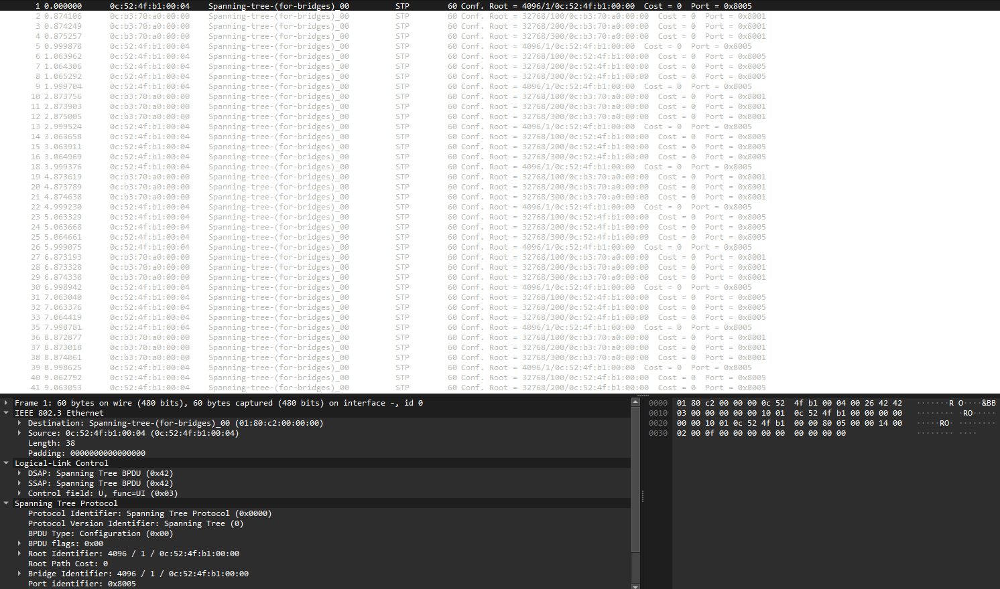 1 0.000000 0c:52:4f:b1:00:04 Spanning-tree-(for-bridges)_00 STP 60 Conf. Root = 4096/1/0c:52:4f:b1:00:00 Cost = 0 Port = 0x8005
2 0.874106 0c:b3:70:a0:00:00 Spanning-tree-(for-bridges)_00 STP 60 Conf. Root = 32768/100/0c:b3:70:a0:00:00 Cost = 0 Port = 0x8001
3 0.874249 0c:b3:70:a0:00:00 Spanning-tree-(for-bridges)_00 STP 60 Conf. Root = 32768/200/0c:b3:70:a0:00:00 Cost = 0 Port = 0x8001
4 0.875257 0c:b3:70:a0:00:00 Spanning-tree-(for-bridges)_00 STP 60 Conf. Root = 32768/300/0c:b3:70:a0:00:00 Cost = 0 Port = 0x8001
5 0.999878 0c:52:4f:b1:00:04 Spanning-tree-(for-bridges)_00 STP 60 Conf. Root = 4096/1/0c:52:4f:b1:00:00 Cost = 0 Port = 0x8005
6 1.063962 0c:52:4f:b1:00:04 Spanning-tree-(for-bridges)_00 STP 60 Conf. Root = 32768/100/0c:52:4f:b1:00:00 Cost = 0 Port = 0x8005
7 1.064306 0c:52:4f:b1:00:04 Spanning-tree-(for-bridges)_00 STP 60 Conf. Root = 32768/200/0c:52:4f:b1:00:00 Cost = 0 Port = 0x8005
8 1.065292 0c:52:4f:b1:00:04 Spanning-tree-(for-bridges)_00 STP 60 Conf. Root = 32768/300/0c:52:4f:b1:00:00 Cost = 0 Port = 0x8005
9 1.999704 0c:52:4f:b1:00:04 Spanning-tree-(for-bridges)_00 STP 60 Conf. Root = 4096/1/0c:52:4f:b1:00:00 Cost = 0 Port = 0x8005
10 2.873756 0c:b3:70:a0:00:00 Spanning-tree-(for-bridges)_00 STP 60 Conf. Root = 32768/100/0c:b3:70:a0:00:00 Cost = 0 Port = 0x8001
11 2.873903 0c:b3:70:a0:00:00 Spanning-tree-(for-bridges)_00 STP 60 Conf. Root = 32768/200/0c:b3:70:a0:00:00 Cost = 0 Port = 0x8001
12 2.875005 0c:b3:70:a0:00:00 Spanning-tree-(for-bridges)_00 STP 60 Conf. Root = 32768/300/0c:b3:70:a0:00:00 Cost = 0 Port = 0x8001
13 2.999524 0c:52:4f:b1:00:04 Spanning-tree-(for-bridges)_00 STP 60 Conf. Root = 4096/1/0c:52:4f:b1:00:00 Cost = 0 Port = 0x8005
14 3.063658 0c:52:4f:b1:00:04 Spanning-tree-(for-bridges)_00 STP 60 Conf. Root = 32768/100/0c:52:4f:b1:00:00 Cost = 0 Port = 0x8005
15 3.063911 0c:52:4f:b1:00:04 Spanning-tree-(for-bridges)_00 STP 60 Conf. Root = 32768/200/0c:52:4f:b1:00:00 Cost = 0 Port = 0x8005
16 3.064969 0c:52:4f:b1:00:04 Spanning-tree-(for-bridges)_00 STP 60 Conf. Root = 32768/300/0c:52:4f:b1:00:00 Cost = 0 Port = 0x8005
18 3.999376 0c:52:4f:b1:00:04 Spanning-tree-(for-bridges)_00 STP 60 Conf. Root = 4096/1/0c:52:4f:b1:00:00 Cost = 0 Port = 0x8005
19 4.873619 0c:b3:70:a0:00:00 Spanning-tree-(for-bridges)_00 STP 60 Conf. Root = 32768/100/0c:b3:70:a0:00:00 Cost = 0 Port = 0x8001
20 4.873789 0c:b3:70:a0:00:00 Spanning-tree-(for-bridges)_00 STP 60 Conf. Root = 32768/200/0c:b3:70:a0:00:00 Cost = 0 Port = 0x8001
21 4.874638 0c:b3:70:a0:00:00 Spanning-tree-(for-bridges)_00 STP 60 Conf. Root = 32768/300/0c:b3:70:a0:00:00 Cost = 0 Port = 0x8001
22 4.999230 0c:52:4f:b1:00:04 Spanning-tree-(for-bridges)_00 STP 60 Conf. Root = 4096/1/0c:52:4f:b1:00:00 Cost = 0 Port = 0x8005
23 5.063329 0c:52:4f:b1:00:04 Spanning-tree-(for-bridges)_00 STP 60 Conf. Root = 32768/100/0c:52:4f:b1:00:00 Cost = 0 Port = 0x8005
24 5.063668 0c:52:4f:b1:00:04 Spanning-tree-(for-bridges)_00 STP 60 Conf. Root = 32768/200/0c:52:4f:b1:00:00 Cost = 0 Port = 0x8005
25 5.064661 0c:52:4f:b1:00:04 Spanning-tree-(for-bridges)_00 STP 60 Conf. Root = 32768/300/0c:52:4f:b1:00:00 Cost = 0 Port = 0x8005
26 5.999075 0c:52:4f:b1:00:04 Spanning-tree-(for-bridges)_00 STP 60 Conf. Root = 4096/1/0c:52:4f:b1:00:00 Cost = 0 Port = 0x8005
27 6.873193 0c:b3:70:a0:00:00 Spanning-tree-(for-bridges)_00 STP 60 Conf. Root = 32768/100/0c:b3:70:a0:00:00 Cost = 0 Port = 0x8001
28 6.873328 0c:b3:70:a0:00:00 Spanning-tree-(for-bridges)_00 STP 60 Conf. Root = 32768/200/0c:b3:70:a0:00:00 Cost = 0 Port = 0x8001
29 6.874338 0c:b3:70:a0:00:00 Spanning-tree-(for-bridges)_00 STP 60 Conf. Root = 32768/300/0c:b3:70:a0:00:00 Cost = 0 Port = 0x8001
30 6.998942 0c:52:4f:b1:00:04 Spanning-tree-(for-bridges)_00 STP 60 Conf. Root = 4096/1/0c:52:4f:b1:00:00 Cost = 0 Port = 0x8005
31 7.063040 0c:52:4f:b1:00:04 Spanning-tree-(for-bridges)_00 STP 60 Conf. Root = 32768/100/0c:52:4f:b1:00:00 Cost = 0 Port = 0x8005
32 7.063376 0c:52:4f:b1:00:04 Spanning-tree-(for-bridges)_00 STP 60 Conf. Root = 32768/200/0c:52:4f:b1:00:00 Cost = 0 Port = 0x8005
33 7.064419 0c:52:4f:b1:00:04 Spanning-tree-(for-bridges)_00 STP 60 Conf. Root = 32768/300/0c:52:4f:b1:00:00 Cost = 0 Port = 0x8005
35 7.998781 0c:52:4f:b1:00:04 Spanning-tree-(for-bridges)_00 STP 60 Conf. Root = 4096/1/0c:52:4f:b1:00:00 Cost = 0 Port = 0x8005
36 8.872877 0c:b3:70:a0:00:00 Spanning-tree-(for-bridges)_00 STP 60 Conf. Root = 32768/100/0c:b3:70:a0:00:00 Cost = 0 Port = 0x8001
37 8.873018 0c:b3:70:a0:00:00 Spanning-tree-(for-bridges)_00 STP 60 Conf. Root = 32768/200/0c:b3:70:a0:00:00 Cost = 0 Port = 0x8001
38 8.874061 0c:b3:70:a0:00:00 Spanning-tree-(for-bridges)_00 STP 60 Conf. Root = 32768/300/0c:b3:70:a0:00:00 Cost = 0 Port = 0x8001
39 8.998625 0c:52:4f:b1:00:04 Spanning-tree-(for-bridges)_00 STP 60 Conf. Root = 4096/1/0c:52:4f:b1:00:00 Cost = 0 Port = 0x8005
40 9.062792 0c:52:4f:b1:00:04 Spanning-tree-(for-bridges)_00 STP 60 Conf. Root = 32768/100/0c:52:4f:b1:00:00 Cost = 0 Port = 0x8005
41 9.063053 0c:52:4f:b1:00:04 Spanning-tree-(for-bridges)_00 STP 60 Conf. Root = 32768/200/0c:52:4f:b1:00:00 Cost = 0 Port = 0x8005
Frame 1: 60 bytes on wire (480 bits), 60 bytes captured (480 bits) on interface -, id 0
IEEE 802.3 Ethernet
Destination: Spanning-tree-(for-bridges)_00 (01:80:c2:00:00:00)
Source: 0c:52:4f:b1:00:04 (0c:52:4f:b1:00:04)
Length: 38
Padding: 0000000000000000
Logical-Link Control
DSAP: Spanning Tree BPDU (0x42)
SSAP: Spanning Tree BPDU (0x42)
Control field: U, func=UI (0x03)
Spanning Tree Protocol
Protocol Identifier: Spanning Tree Protocol (0x0000)
Protocol Version Identifier: Spanning Tree (0)
BPDU Type: Configuration (0x00)
BPDU flags: 0x00
Root Identifier: 4096 / 1 / 0c:52:4f:b1:00:00
Root Path Cost: 0
Bridge Identifier: 4096 / 1 / 0c:52:4f:b1:00:00
Port identifier: 0x8005
0000 01 80 c2 00 00 00 0c 52 4f b1 00 04 00 26 42 42 ·······R O····&BB
0010 03 00 00 00 00 00 10 01 0c 52 4f b1 00 00 00 00 ········ ·RO·····
0020 00 00 10 01 0c 52 4f b1 00 00 80 05 00 00 14 00 ·····RO· ········
0030 02 00 0f 00 00 00 00 00 00 00 00 00 ········ ····